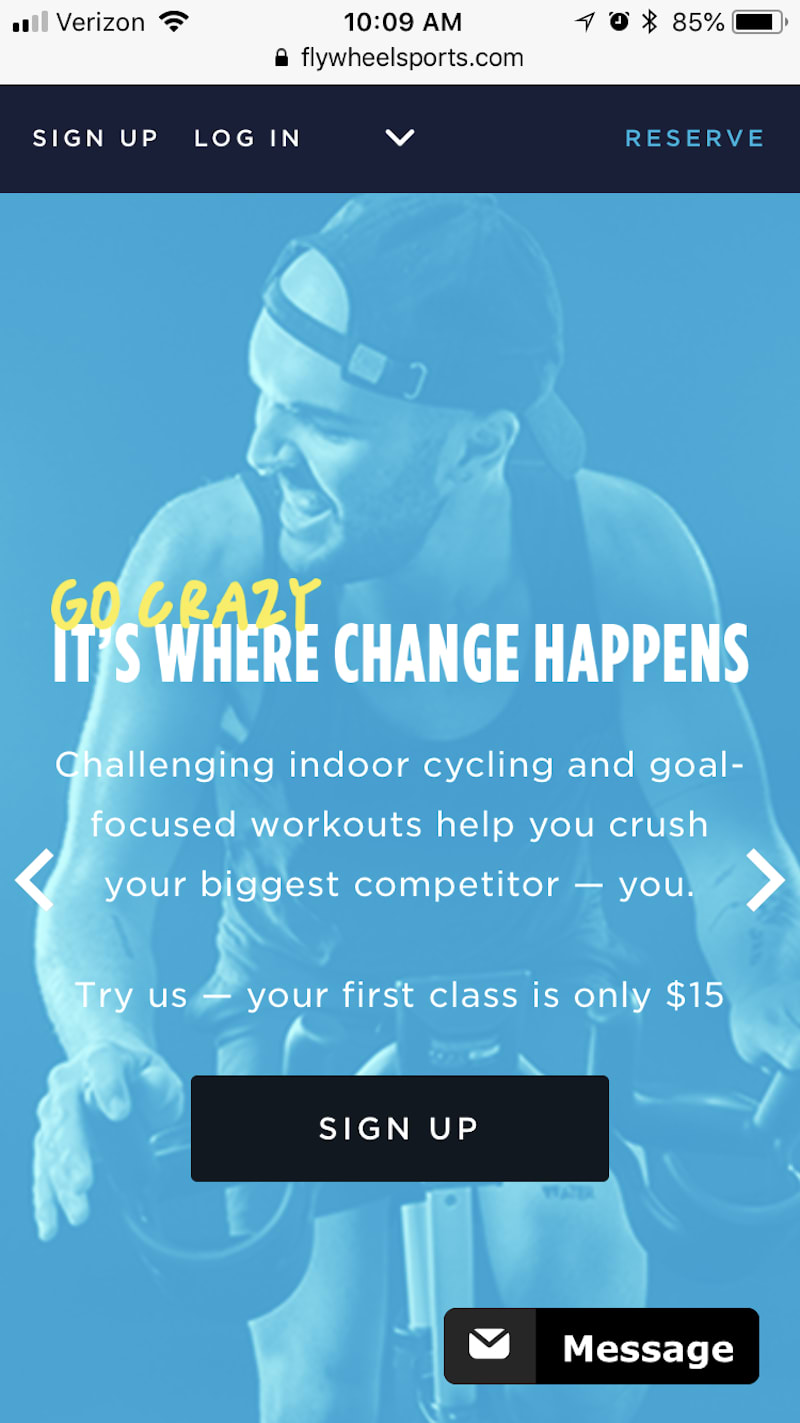 Verizon 10:09 AM 85%
flywheelsports.com
SIGN UP LOG IN RESERVE
GO CRAZY
IT'S WHERE CHANGE HAPPENS
Challenging indoor cycling and goal-
focused workouts help you crush
your biggest competitor — you.
Try us — your first class is only $15
SIGN UP
Message